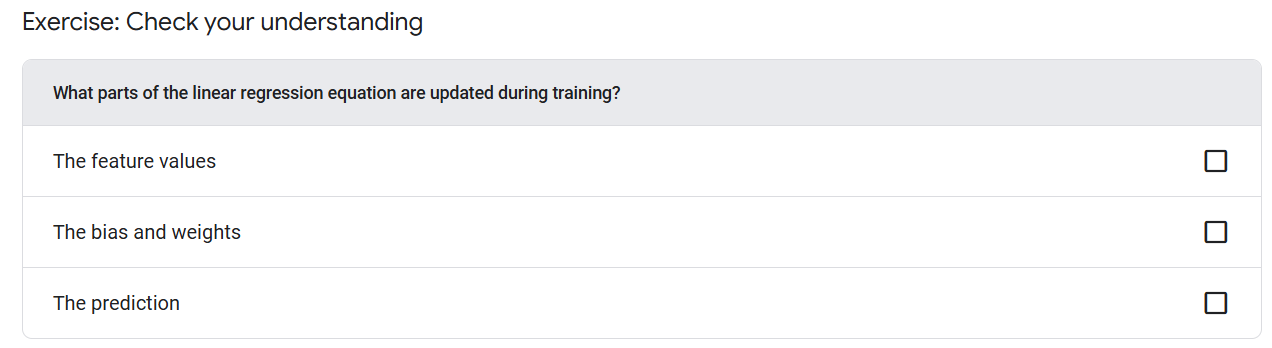 Exercise: Check your understanding
What parts of the linear regression equation are updated during training?
The feature values
The bias and weights
The prediction